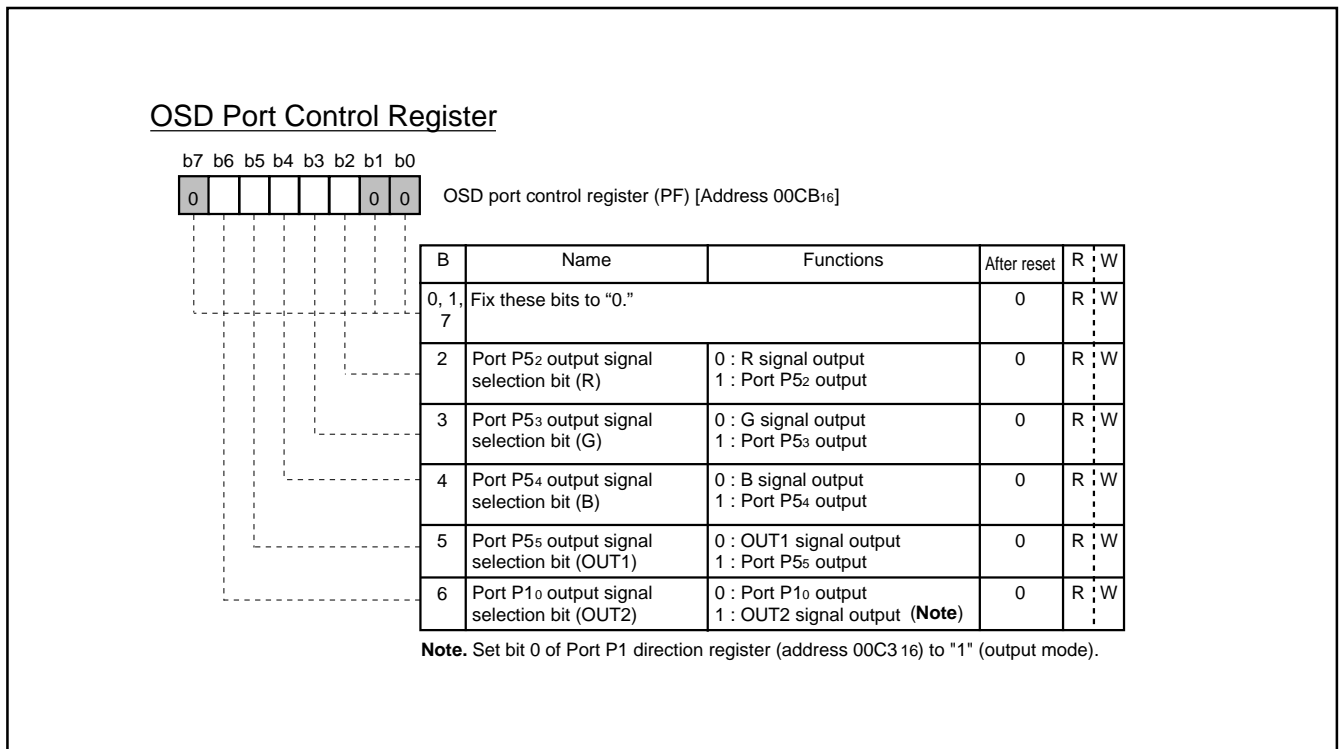 OSD Port Control Register
b7 b6 b5 b4 b3 b2 b1 b0
0 0 0
OSD port control register (PF) [Address 00CB16]
B Name Functions After reset R W
0, 1, 7 Fix these bits to “0.” 0 R W
2 Port P52 output signal selection bit (R) 0 : R signal output 0 R W
1 : Port P52 output
3 Port P53 output signal selection bit (G) 0 : G signal output 0 R W
1 : Port P53 output
4 Port P54 output signal selection bit (B) 0 : B signal output 0 R W
1 : Port P54 output
5 Port P55 output signal selection bit (OUT1) 0 : OUT1 signal output 0 R W
1 : Port P55 output
6 Port P10 output signal selection bit (OUT2) 0 : Port P10 output 0 R W
1 : OUT2 signal output (Note)
Note. Set bit 0 of Port P1 direction register (address 00C3 16) to "1" (output mode).